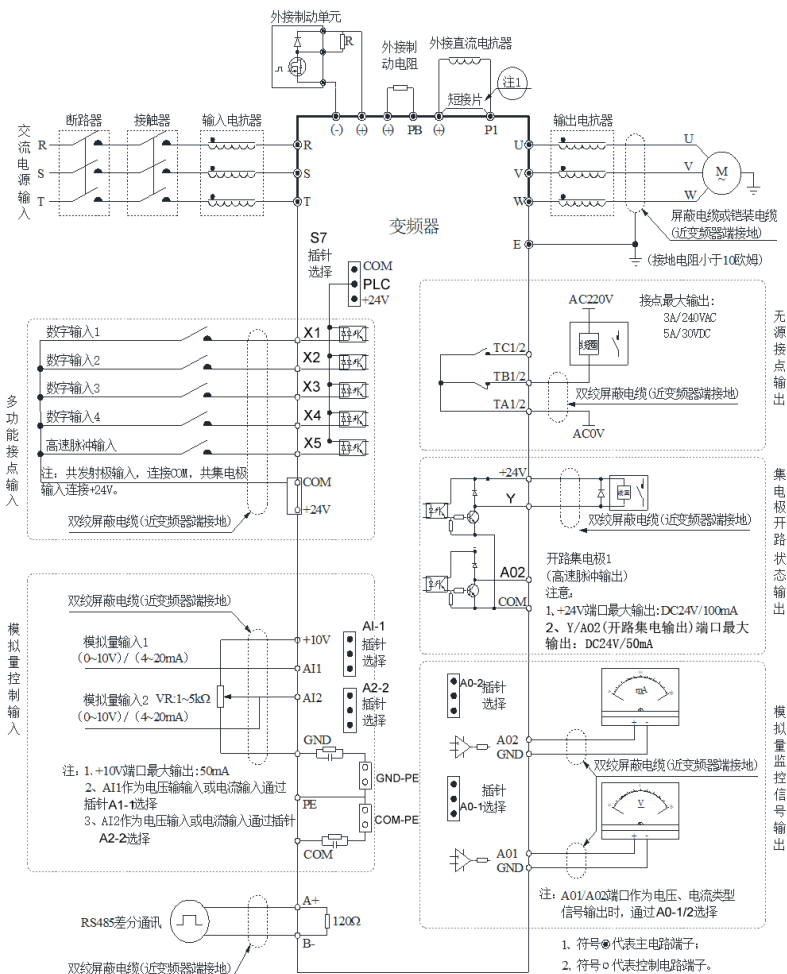 外接制动单元
R
外接制
动电阻
外接直流电抗器
注1
短接片
(-)
(+)
(+)
PB
(+)
P1
交流电源输入
断路器
接触器
输入电抗器
R
S
T
R
S
T
变频器
输出电抗器
U
V
W
E
U
V
W
M
~
屏蔽电缆或铠装电缆
(近变频器端接地)
(接地电阻小于10欧姆)
S7
插针
选择
COM
PLC
+24V
多功能接点输入
数字输入1
数字输入2
数字输入3
数字输入4
高速脉冲输入
X1
X2
X3
X4
X5
COM
+24V
注：共发射极输入，连接COM，共集电极
输入连接+24V。
双绞屏蔽电缆(近变频器端接地)
无源接点输出
AC220V
接点最大输出:
3A/240VAC
5A/30VDC
线圈
TC1/2
TB1/2
TA1/2
双绞屏蔽电缆(近变频器端接地)
AC0V
集电极开路状态输出
+24V
Y
线圈
双绞屏蔽电缆(近变频器端接地)
A02
COM
开路集电极1
(高速脉冲输出)
注意:
1、+24V端口最大输出:DC24V/100mA
2、Y/A02(开路集电输出)端口最大
输出：DC24V/50mA
模拟量控制输入
双绞屏蔽电缆(近变频器端接地)
模拟量输入1
(0~10V)/（4~20mA）
模拟量输入2 VR:1~5kΩ
(0~10V)/（4~20mA）
+10V
AI1
AI2
GND
PE
COM
AI-1
插针
选择
A2-2
插针
选择
GND-PE
COM-PE
注：1、+10V端口最大输出:50mA
2、AI1作为电压输输入或电流输入通过
插针A1-1选择
3、AI2作为电压输入或电流输入通过插针
A2-2选择
模拟量监控信号输出
A0-2
插针
选择
mA
+ -
A02
GND
双绞屏蔽电缆(近变频器端接地)
A0-1
插针
选择
V
+ -
A01
GND
注：A01/A02端口作为电压、电流类型
信号输出时，通过A0-1/2选择
RS485差分通讯
A+
120Ω
B-
双绞屏蔽电缆(近变频器端接地)
1、符号◉代表主电路端子;
2、符号○代表控制电路端子。